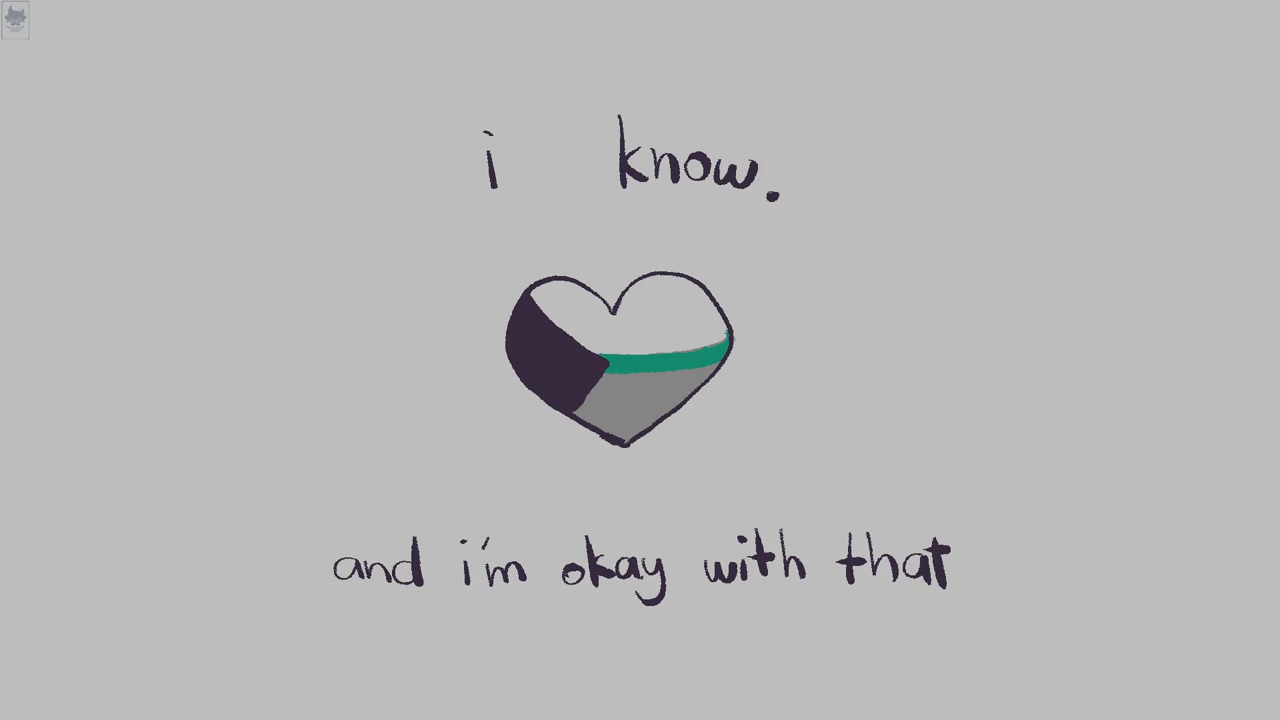 i know.
and i'm okay with that